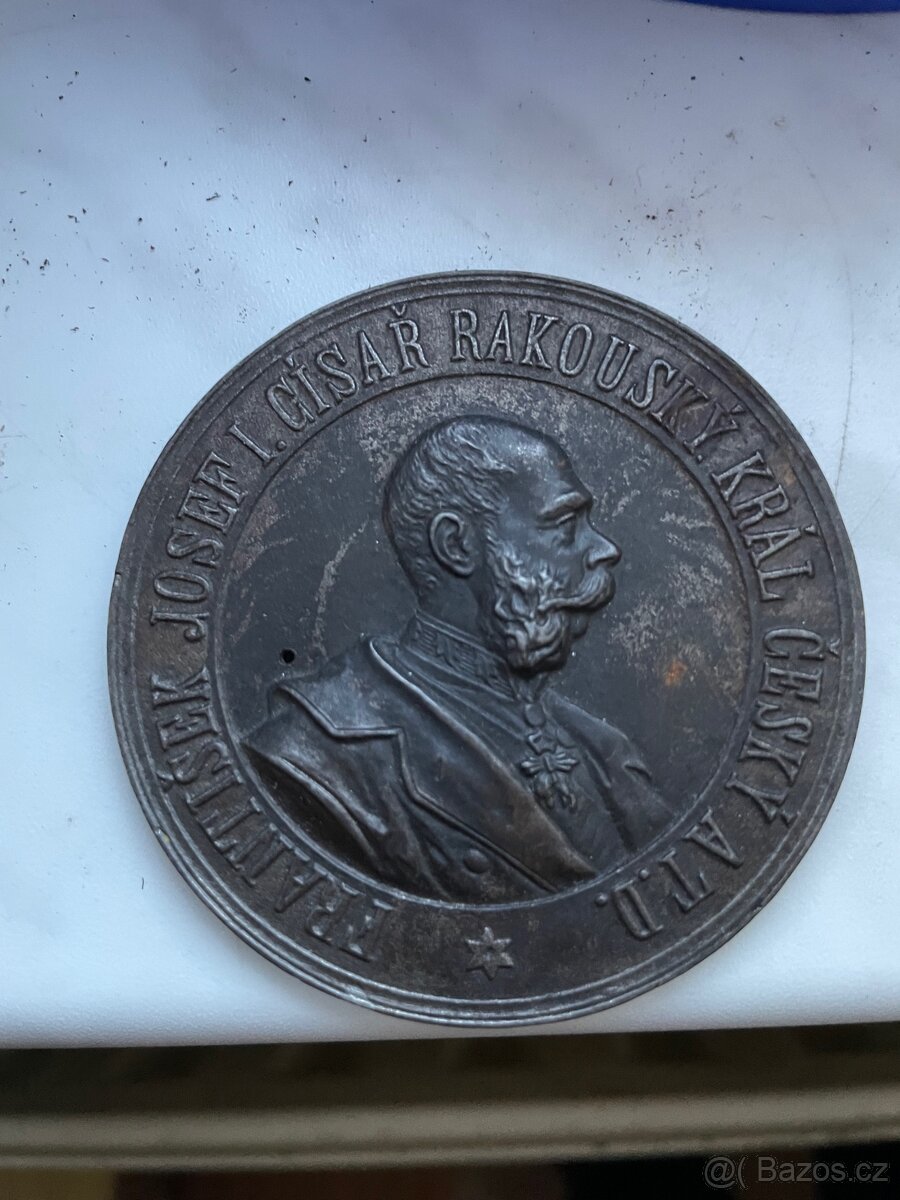 FRANTIŠEK JOSEF I. CÍSAŘ RAKOUSKÝ. KRÁL ČESKÝ A T.D.
@( Bazos.cz